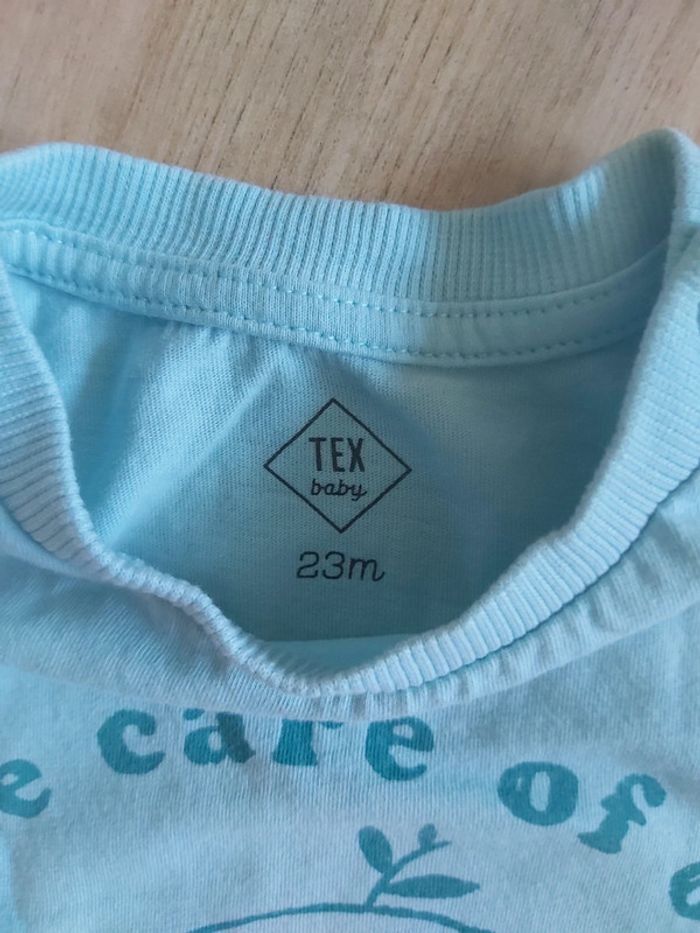 TEX
baby
23m
care of